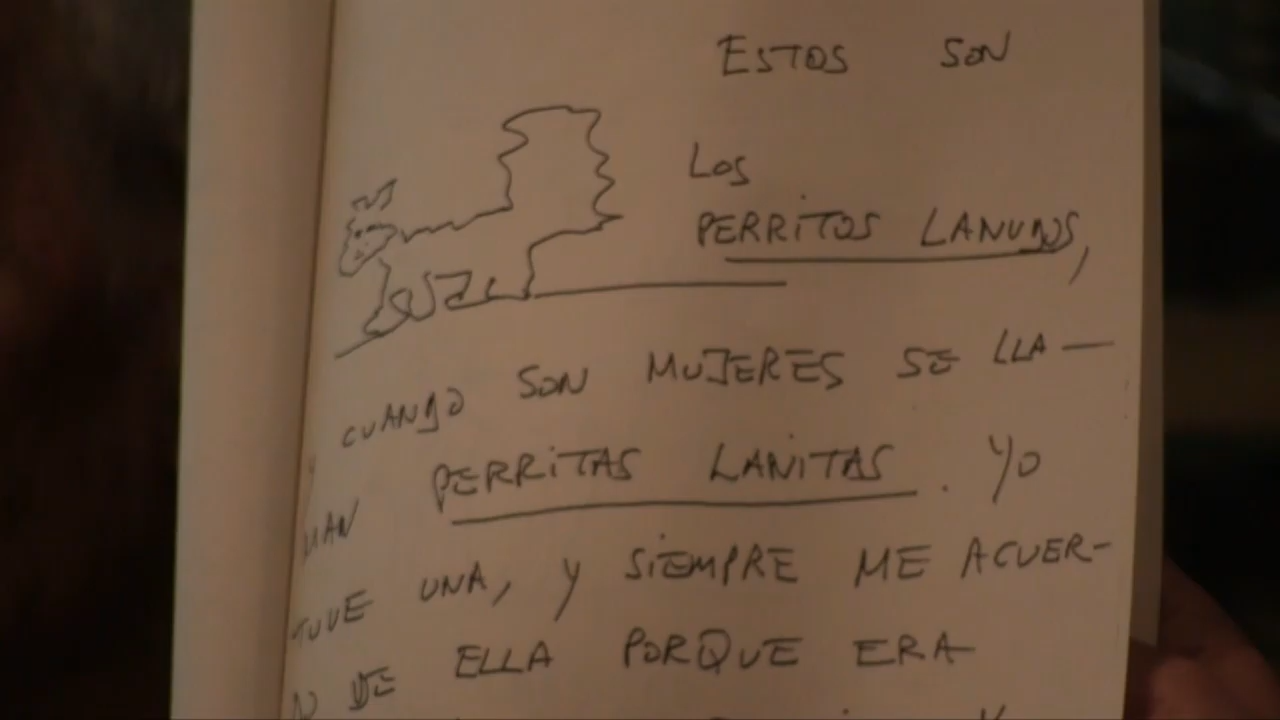 ESTOS SON
LOS
PERRITOS LANUDOS,
CUANDO SON MUJERES SE LLA-
MAN PERRITAS LANITAS. YO
TUVE UNA, Y SIEMPRE ME ACUER-
DE ELLA PORQUE ERA